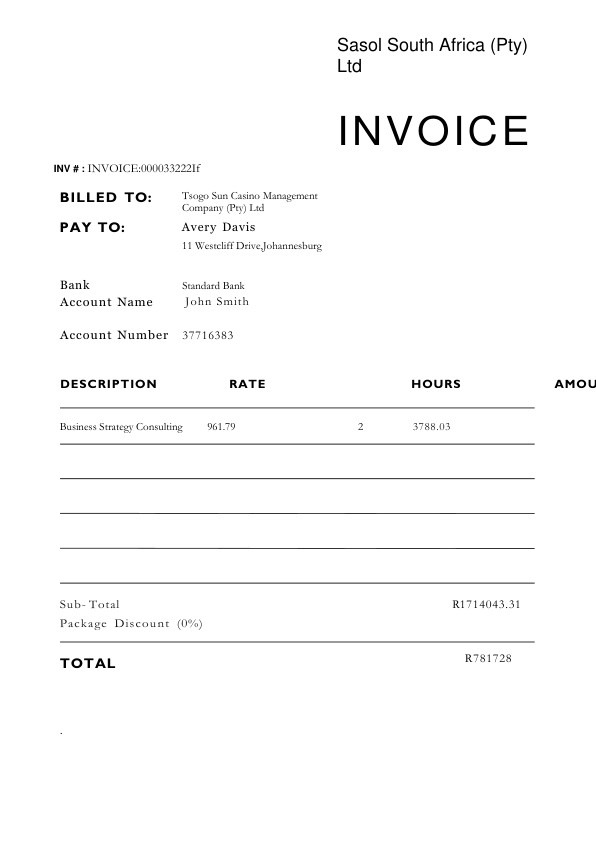 Sasol South Africa (Pty)
Ltd
INVOICE
INV # : INVOICE:000033222If
BILLED TO: Tsogo Sun Casino Management
Company (Pty) Ltd
PAY TO: Avery Davis
11 Westcliff Drive,Johannesburg
Bank Standard Bank
Account Name John Smith
Account Number 37716383
DESCRIPTION RATE HOURS AMOU
Business Strategy Consulting 961.79 2 3788.03
Sub-Total R1714043.31
Package Discount (0%)
TOTAL R781728
.